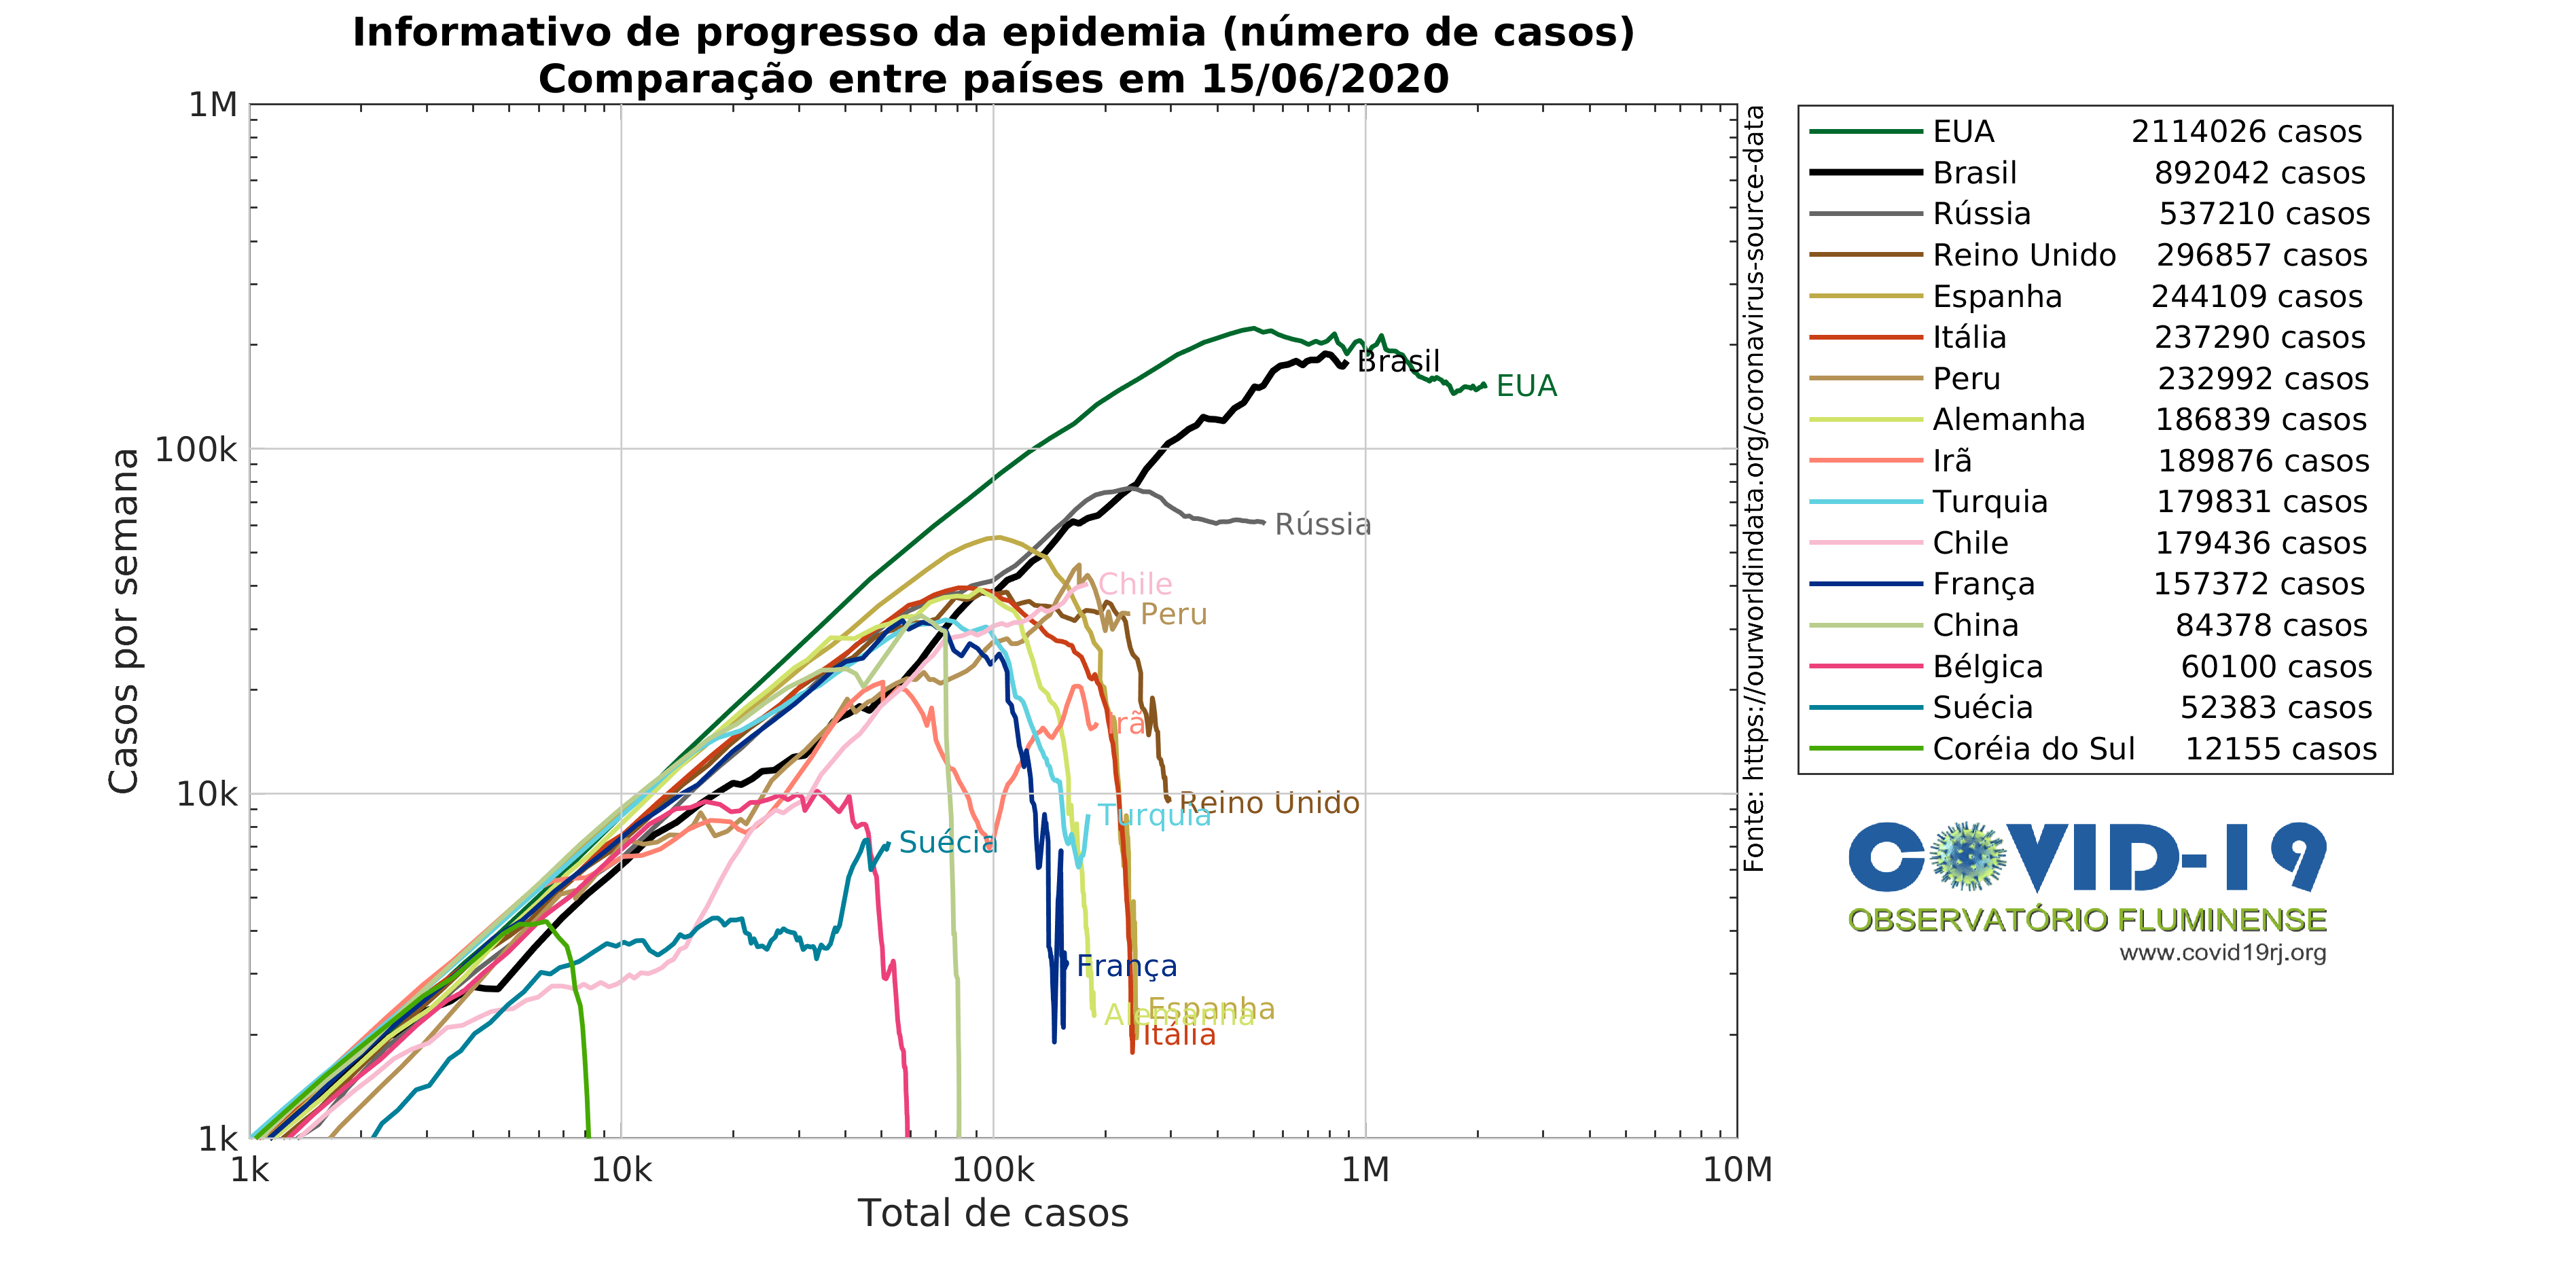 Informativo de progresso da epidemia (número de casos)
Comparação entre países em 15/06/2020
1M
100k
10k
1k
Casos por semana
1k
10k
100k
1M
10M
Total de casos
Brasil
EUA
Rússia
Chile
Peru
Irã
Reino Unido
Turquia
Suécia
França
Espanha
Alemanha
Itália
Fonte: https://ourworldindata.org/coronavirus-source-data
EUA 2114026 casos
Brasil 892042 casos
Rússia 537210 casos
Reino Unido 296857 casos
Espanha 244109 casos
Itália 237290 casos
Peru 232992 casos
Alemanha 186839 casos
Irã 189876 casos
Turquia 179831 casos
Chile 179436 casos
França 157372 casos
China 84378 casos
Bélgica 60100 casos
Suécia 52383 casos
Coréia do Sul 12155 casos
COVID-19
OBSERVATÓRIO FLUMINENSE
www.covid19rj.org